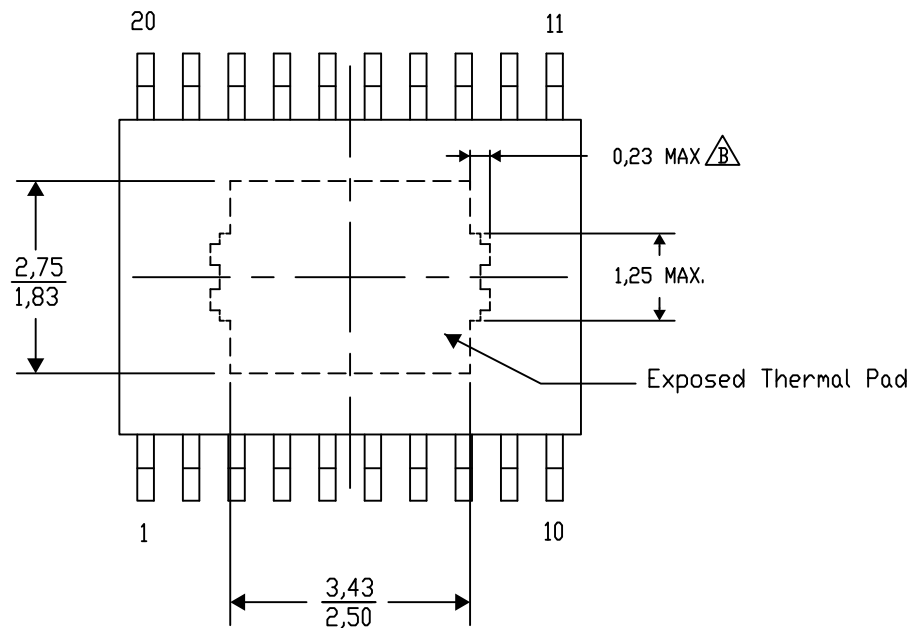 20
11
0,23 MAX B
2,75
1,83
1,25 MAX.
Exposed Thermal Pad
1
10
3,43
2,50